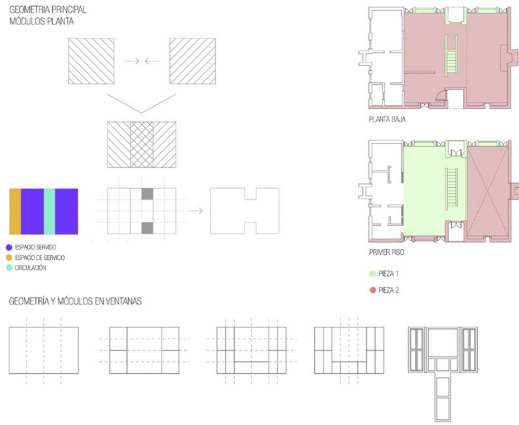 GEOMETRIA PRINCIPAL
MÓDULOS PLANTA
PLANTA BAJA
ESPACIO SERVIDO
ESPACIO DE SERVICIO
CIRCULACIÓN
PRIMER PISO
PIEZA 1
PIEZA 2
GEOMETRÍA Y MÓDULOS EN VENTANAS